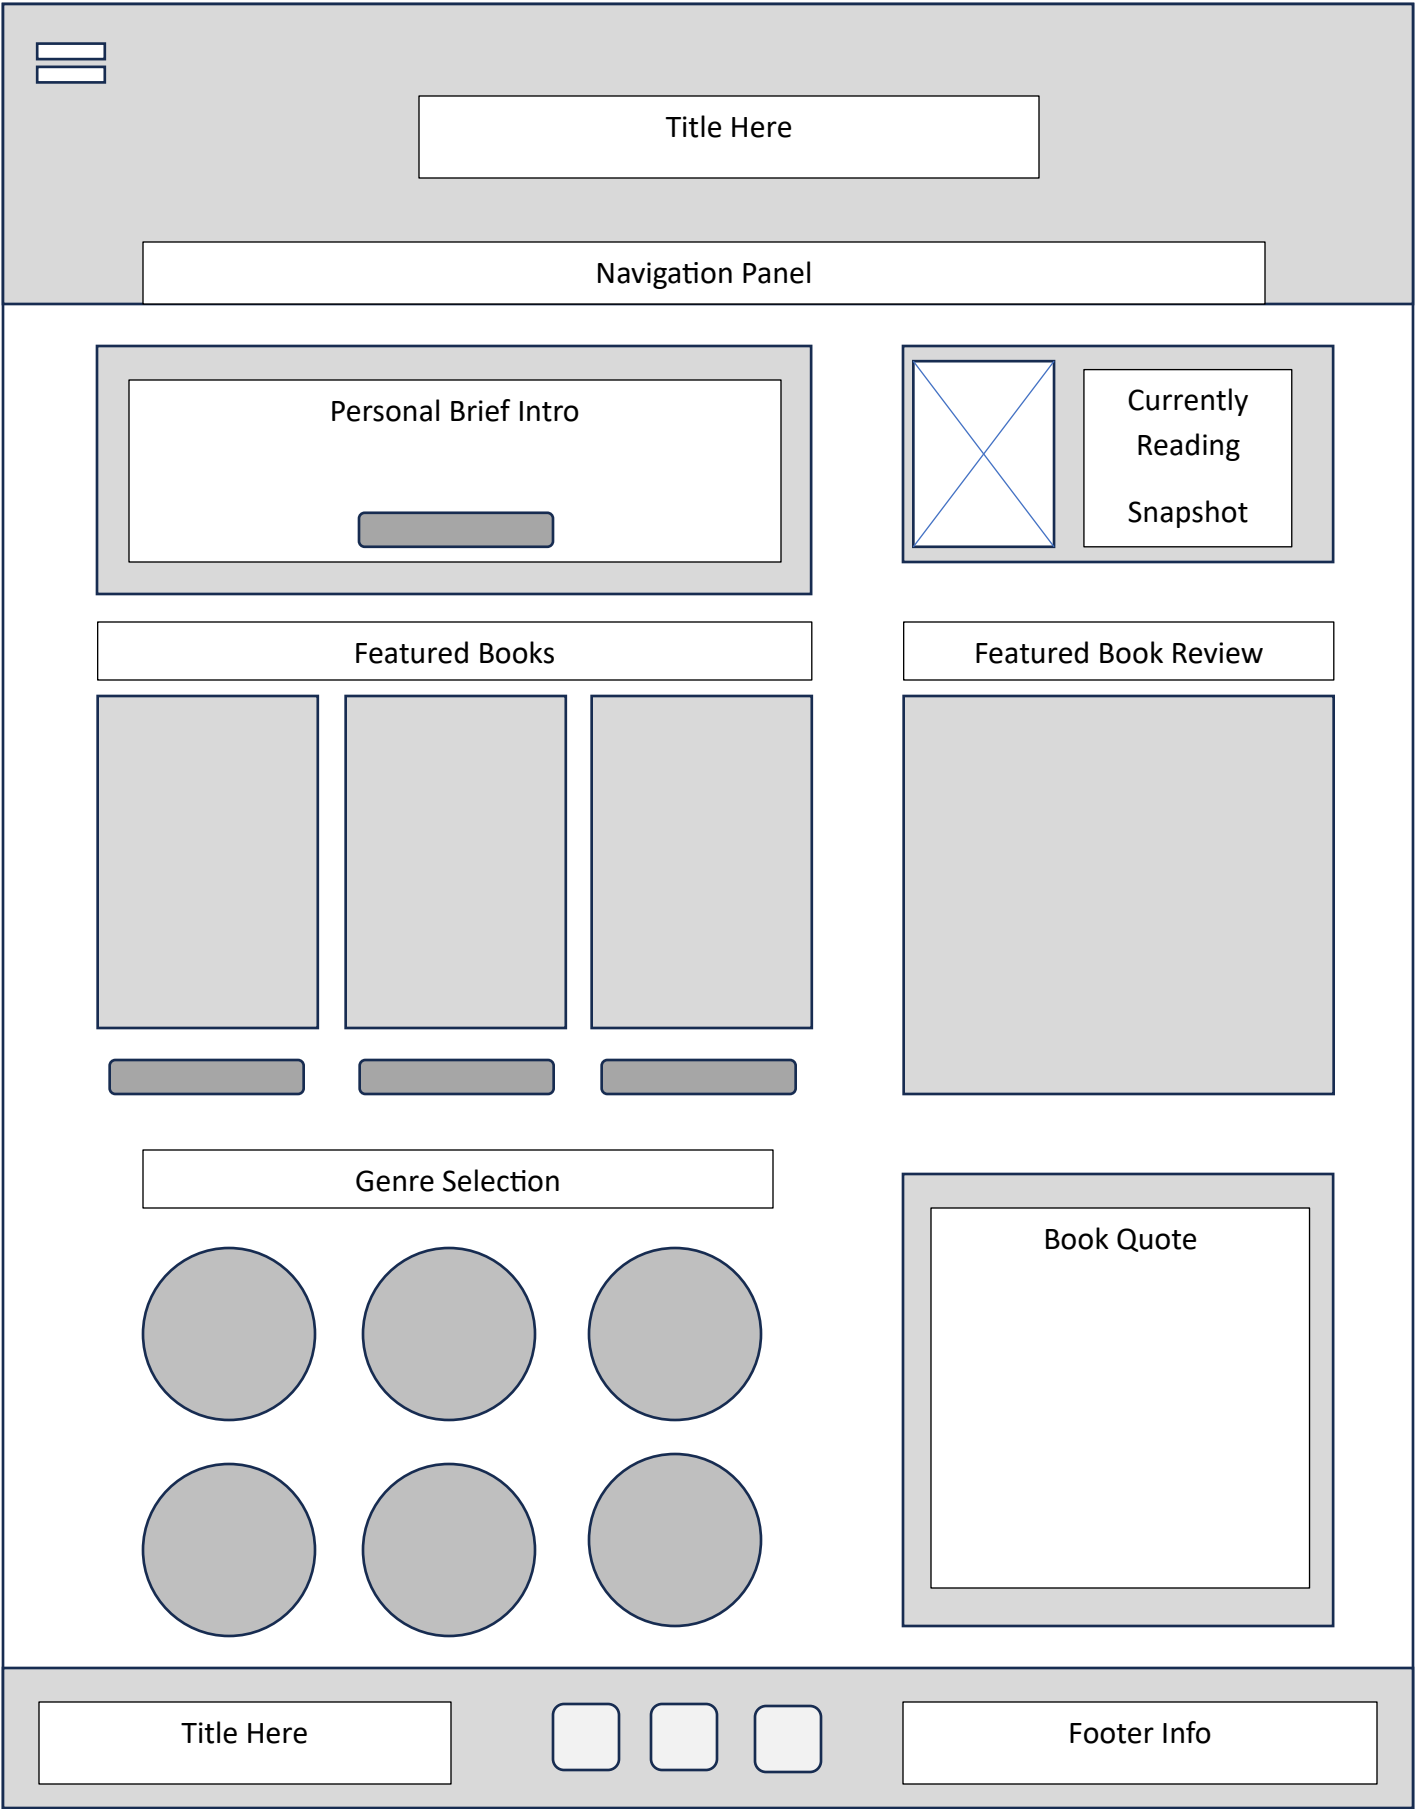 Title Here
Navigation Panel
Personal Brief Intro
Currently
Reading
Snapshot
Featured Books
Featured Book Review
Genre Selection
Book Quote
Title Here
Footer Info